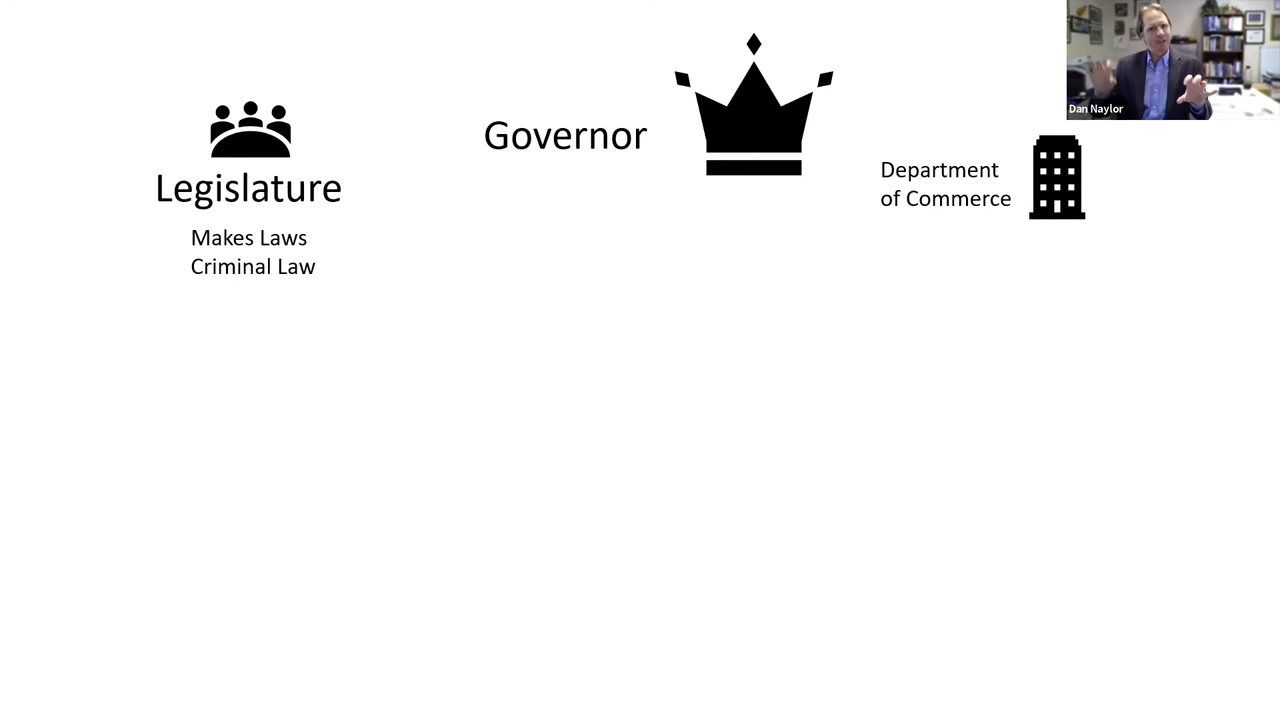 Dan Naylor
Governor
Legislature
Makes Laws
Criminal Law
Department
of Commerce